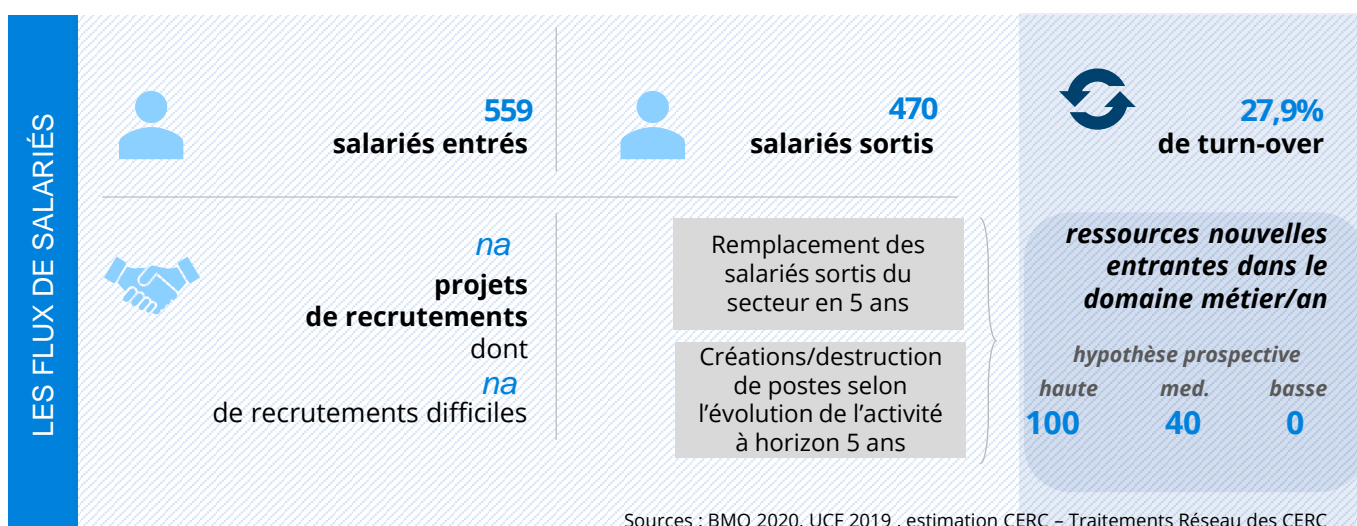 LES FLUX DE SALARIÉS
559
salariés entrés
470
salariés sortis
27,9%
de turn-over
na
projets
de recrutements
dont
na
de recrutements difficiles
Remplacement des
salariés sortis du
secteur en 5 ans
Créations/destruction
de postes selon
l’évolution de l’activité
à horizon 5 ans
ressources nouvelles
entrantes dans le
domaine métier/an
hypothèse prospective
haute med. basse
100 40 0
Sources : BMO 2020, UCF 2019 , estimation CERC – Traitements Réseau des CERC